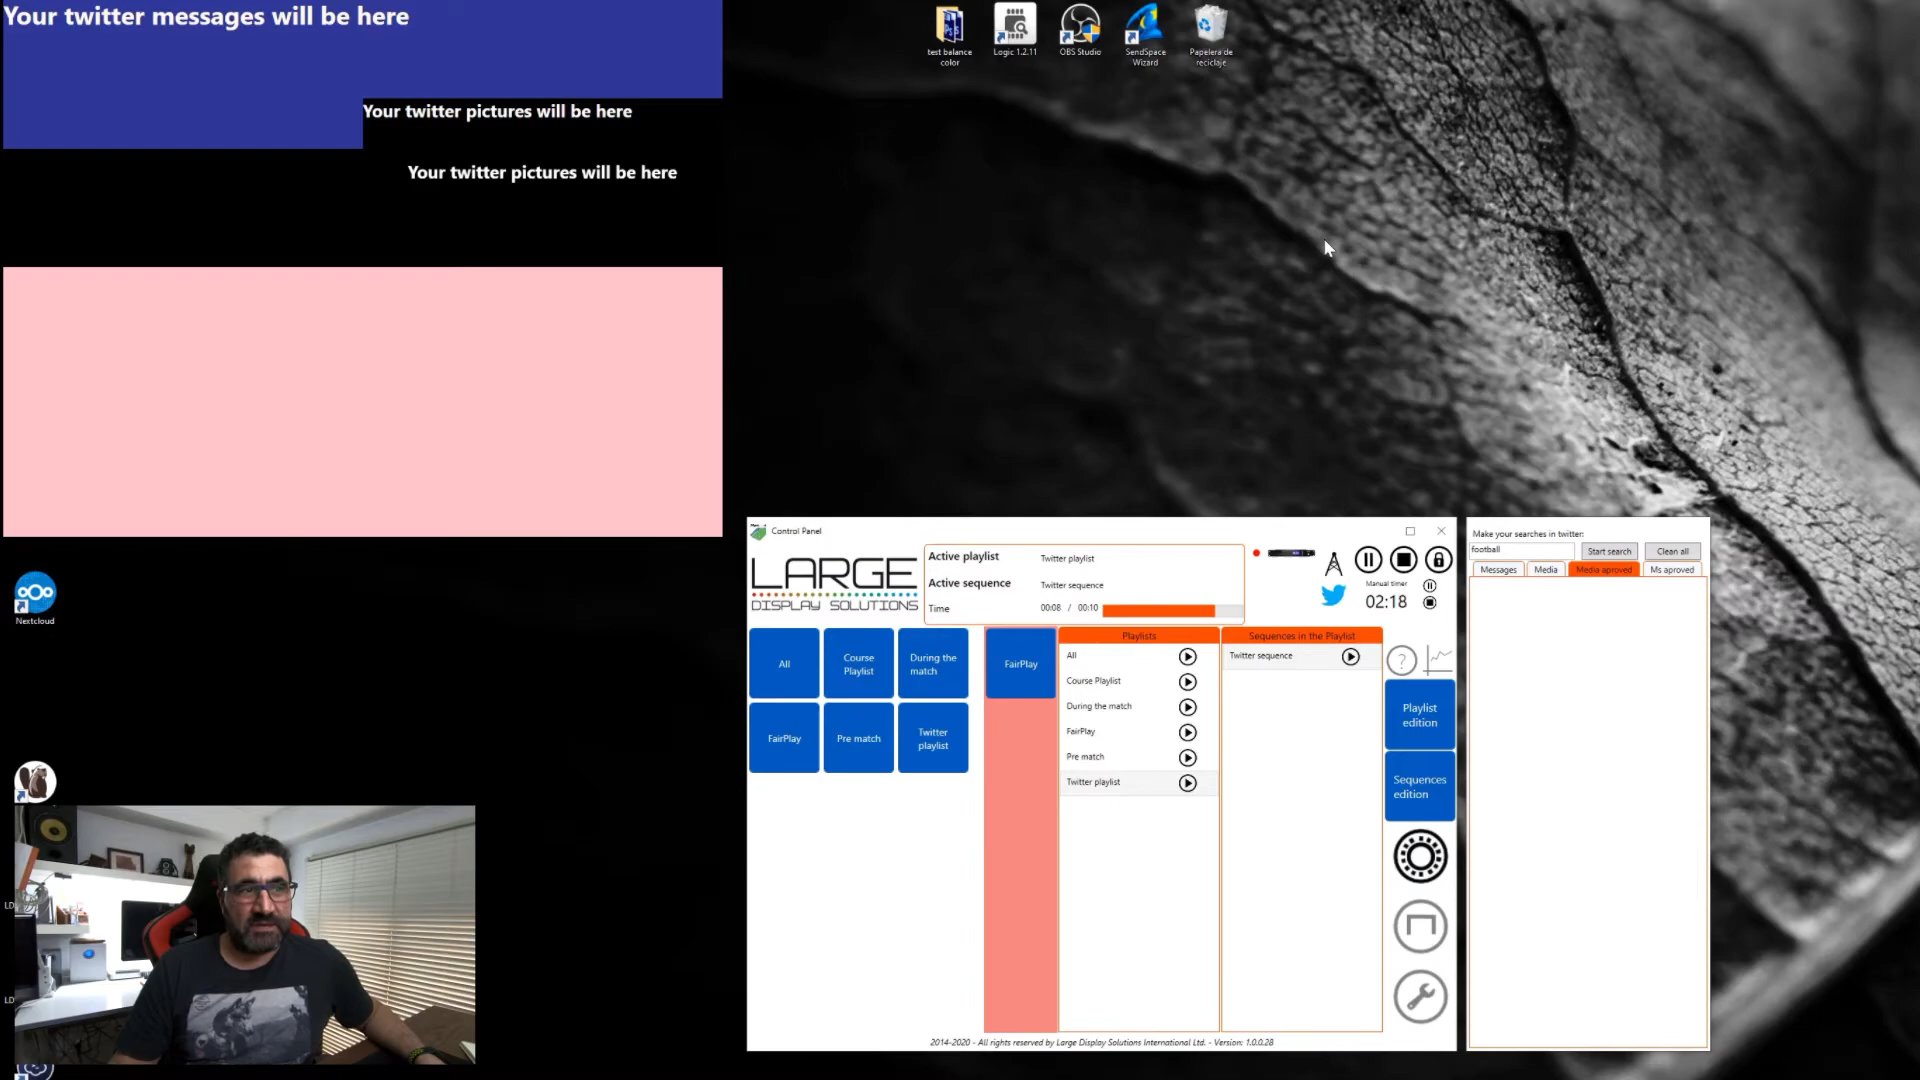 Your twitter messages will be here
Your twitter pictures will be here
Your twitter pictures will be here
test balance
color
Logic 1.2.11
OBS Studio
SendSpace
Wizard
Papelera de
reciclaje
Nextcloud
LD
LD
Control Panel
LARGE
DISPLAY SOLUTIONS
Active playlist
Twitter playlist
Active sequence
Twitter sequence
Time
00:08 / 00:10
Manual timer
02:18
All
Course
Playlist
During the
match
FairPlay
Pre match
Twitter
playlist
FairPlay
Playlists
All
Course Playlist
During the match
FairPlay
Pre match
Twitter playlist
Sequences in the Playlist
Twitter sequence
?
Playlist
edition
Sequences
edition
2014-2020 - All rights reserved by Large Display Solutions International Ltd. - Version: 1.0.0.28
Make your searches in twitter:
football
Start search
Clean all
Messages
Media
Media aproved
Ms aproved